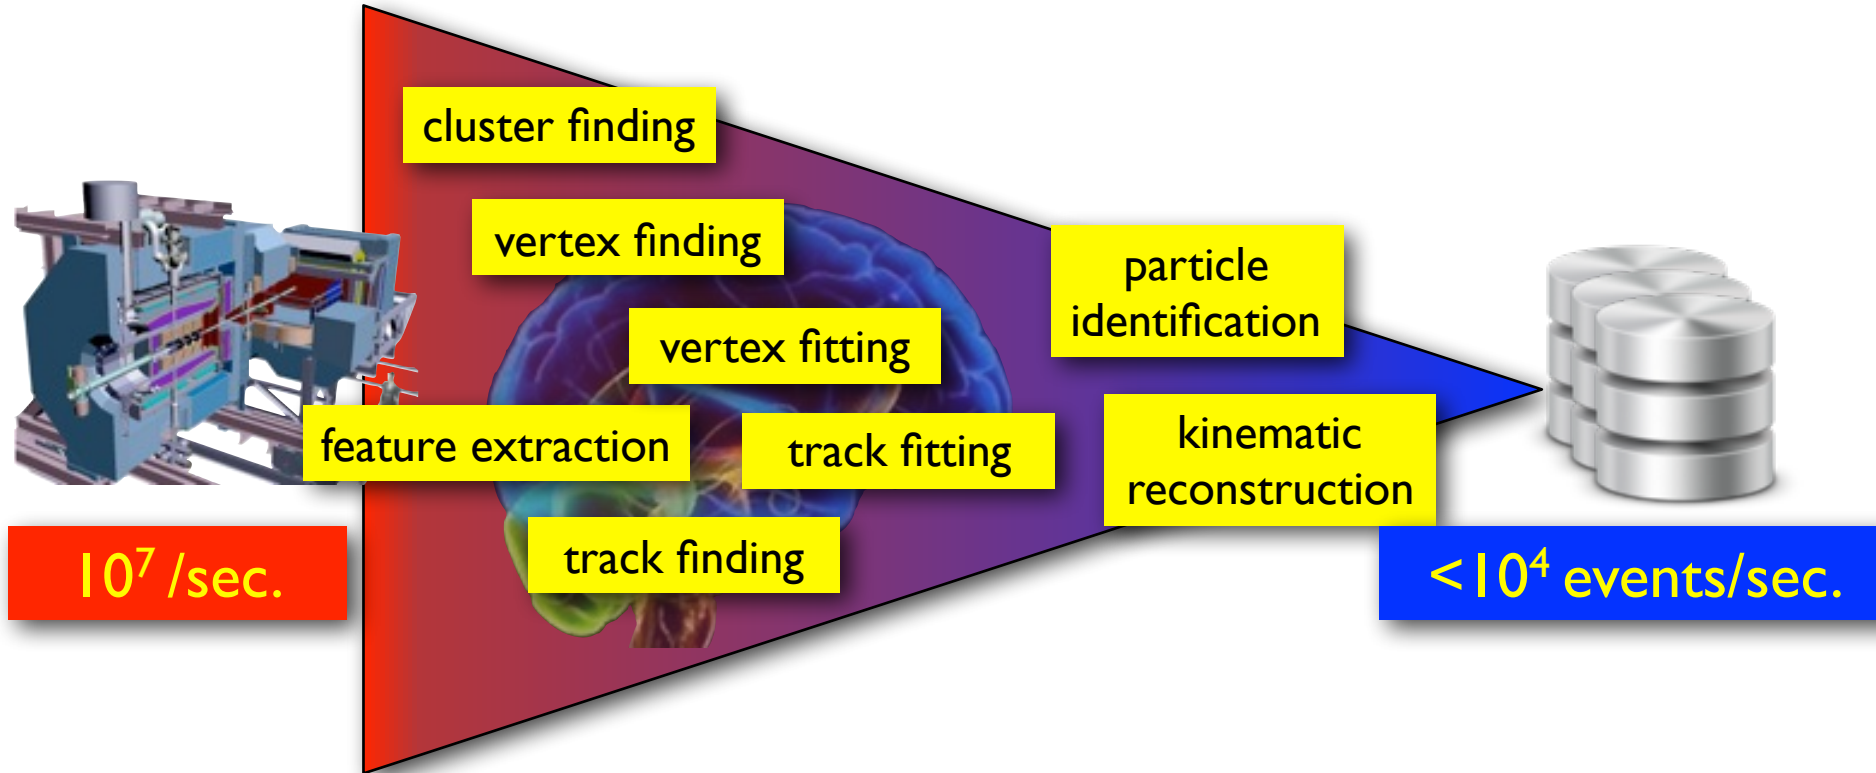 cluster finding
vertex finding
particle
identification
vertex fitting
feature extraction
track fitting
kinematic
reconstruction
track finding
10⁷ /sec.
<10⁴ events/sec.